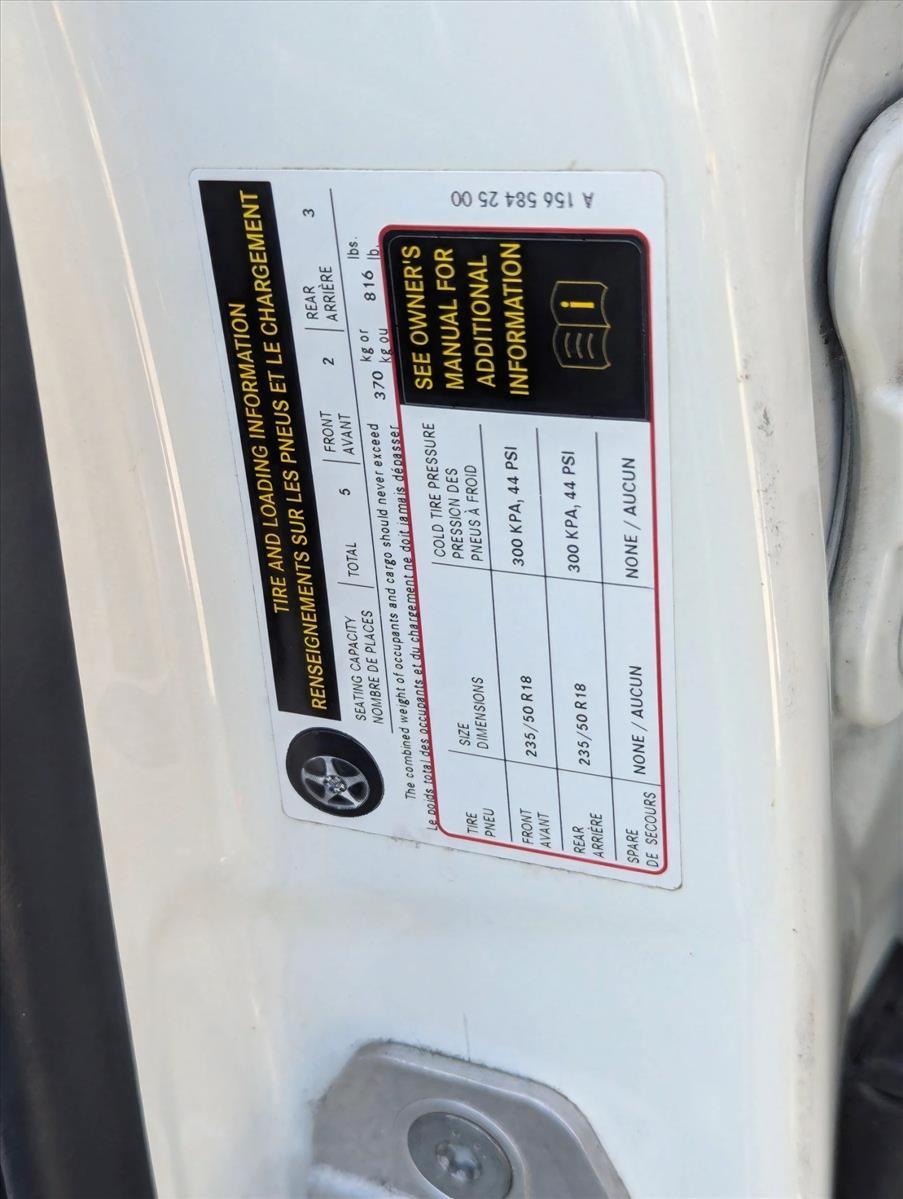 TIRE AND LOADING INFORMATION
RENSEIGNEMENTS SUR LES PNEUS ET LE CHARGEMENT
SEATING CAPACITY
NOMBRE DE PLACES
TOTAL 5
FRONT
AVANT
2
REAR
ARRIÈRE
3
The combined weight of occupants and cargo should never exceed
Le poids total des occupants et du chargement ne doit jamais dépasser
370 kg or 816 lbs.
kg ou lb.
TIRE
PNEU
SIZE
DIMENSIONS
COLD TIRE PRESSURE
PRESSION DES
PNEUS À FROID
FRONT
AVANT
235/50 R18
300 KPA, 44 PSI
REAR
ARRIÈRE
235/50 R18
300 KPA, 44 PSI
SPARE
DE SECOURS
NONE / AUCUN
NONE / AUCUN
SEE OWNER'S
MANUAL FOR
ADDITIONAL
INFORMATION
i
A 156 584 25 00